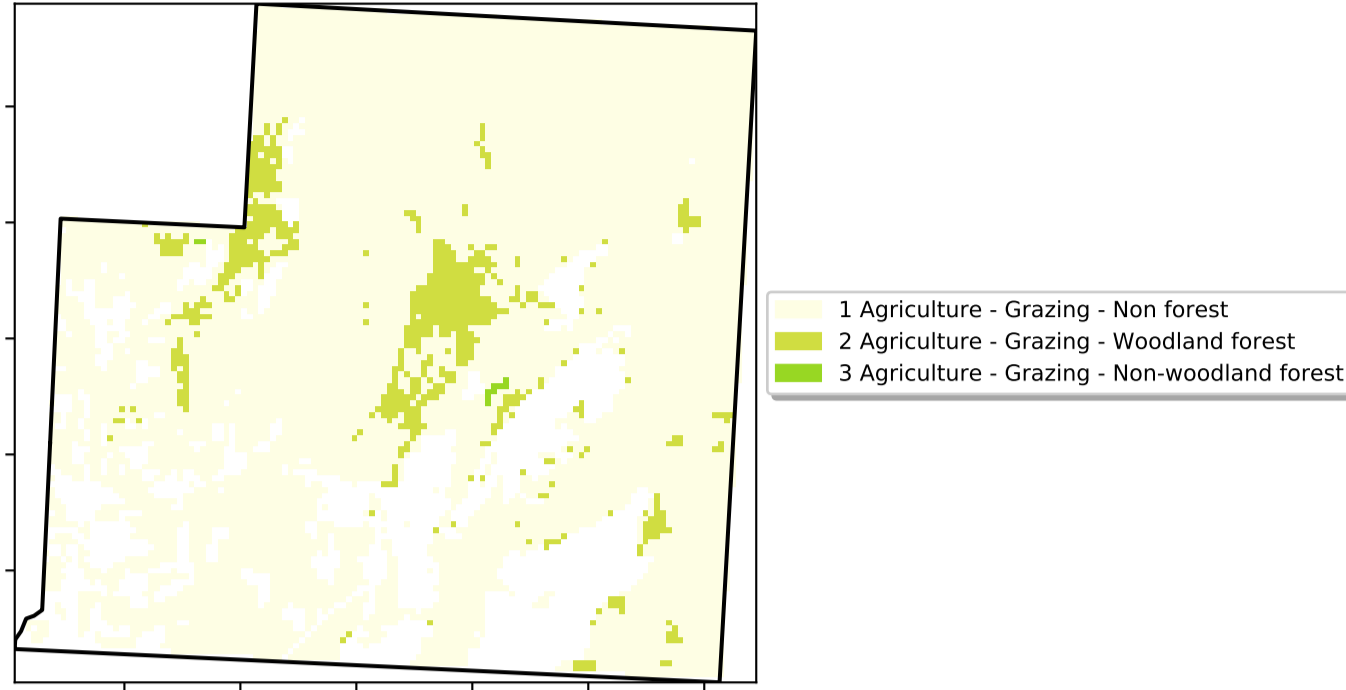 1 Agriculture - Grazing - Non forest
2 Agriculture - Grazing - Woodland forest
3 Agriculture - Grazing - Non-woodland forest